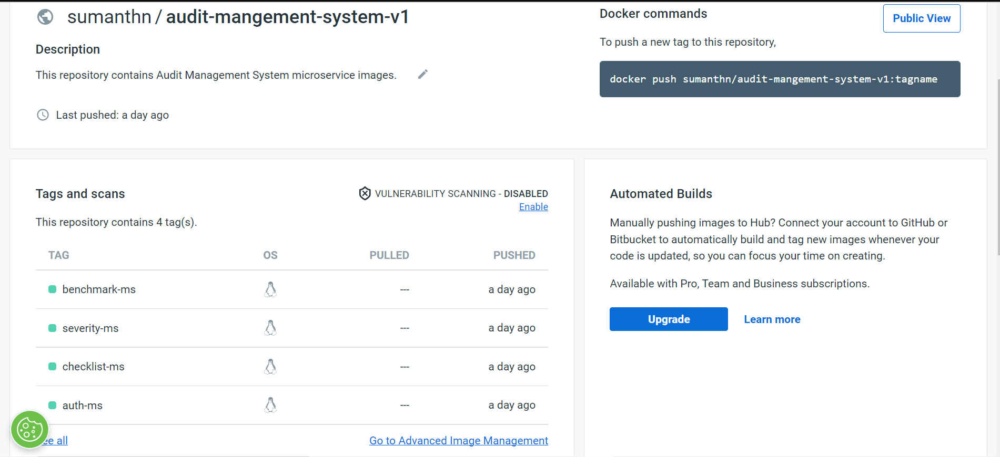 sumanthn / audit-mangement-system-v1
Description
This repository contains Audit Management System microservice images.
Last pushed: a day ago
Docker commands
Public View
To push a new tag to this repository,
docker push sumanthn/audit-mangement-system-v1:tagname
Tags and scans
VULNERABILITY SCANNING - DISABLED
Enable
This repository contains 4 tag(s).
TAG OS PULLED PUSHED
benchmark-ms --- a day ago
severity-ms --- a day ago
checklist-ms --- a day ago
auth-ms --- a day ago
ee all
Go to Advanced Image Management
Automated Builds
Manually pushing images to Hub? Connect your account to GitHub or
Bitbucket to automatically build and tag new images whenever your
code is updated, so you can focus your time on creating.
Available with Pro, Team and Business subscriptions.
Upgrade Learn more